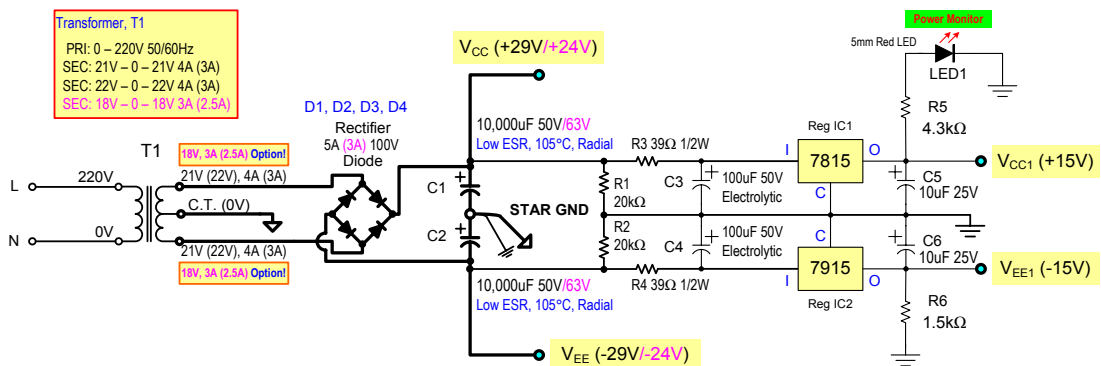 Transformer, T1
PRI: 0 – 220V 50/60Hz
SEC: 21V – 0 – 21V 4A (3A)
SEC: 22V – 0 – 22V 4A (3A)
SEC: 18V – 0 – 18V 3A (2.5A)
VCC (+29V/+24V)
Power Monitor
5mm Red LED
LED1
D1, D2, D3, D4
Rectifier
5A (3A) 100V
Diode
10,000uF 50V/63V
Low ESR, 105°C, Radial
R5
4.3kΩ
Reg IC1
R3 39Ω 1/2W
T1
18V, 3A (2.5A) Option!
21V (22V), 4A (3A)
I
7815
O
VCC1 (+15V)
L
220V
+
C1
R1
20kΩ
C3
+
100uF 50V
Electrolytic
C
+
C5
10uF 25V
C.T. (0V)
STAR GND
N
0V
+
C2
R2
20kΩ
C4
+
100uF 50V
Electrolytic
C
+
C6
10uF 25V
21V (22V), 4A (3A)
18V, 3A (2.5A) Option!
I
7915
O
VEE1 (-15V)
10,000uF 50V/63V
Low ESR, 105°C, Radial
R4 39Ω 1/2W
Reg IC2
R6
1.5kΩ
VEE (-29V/-24V)